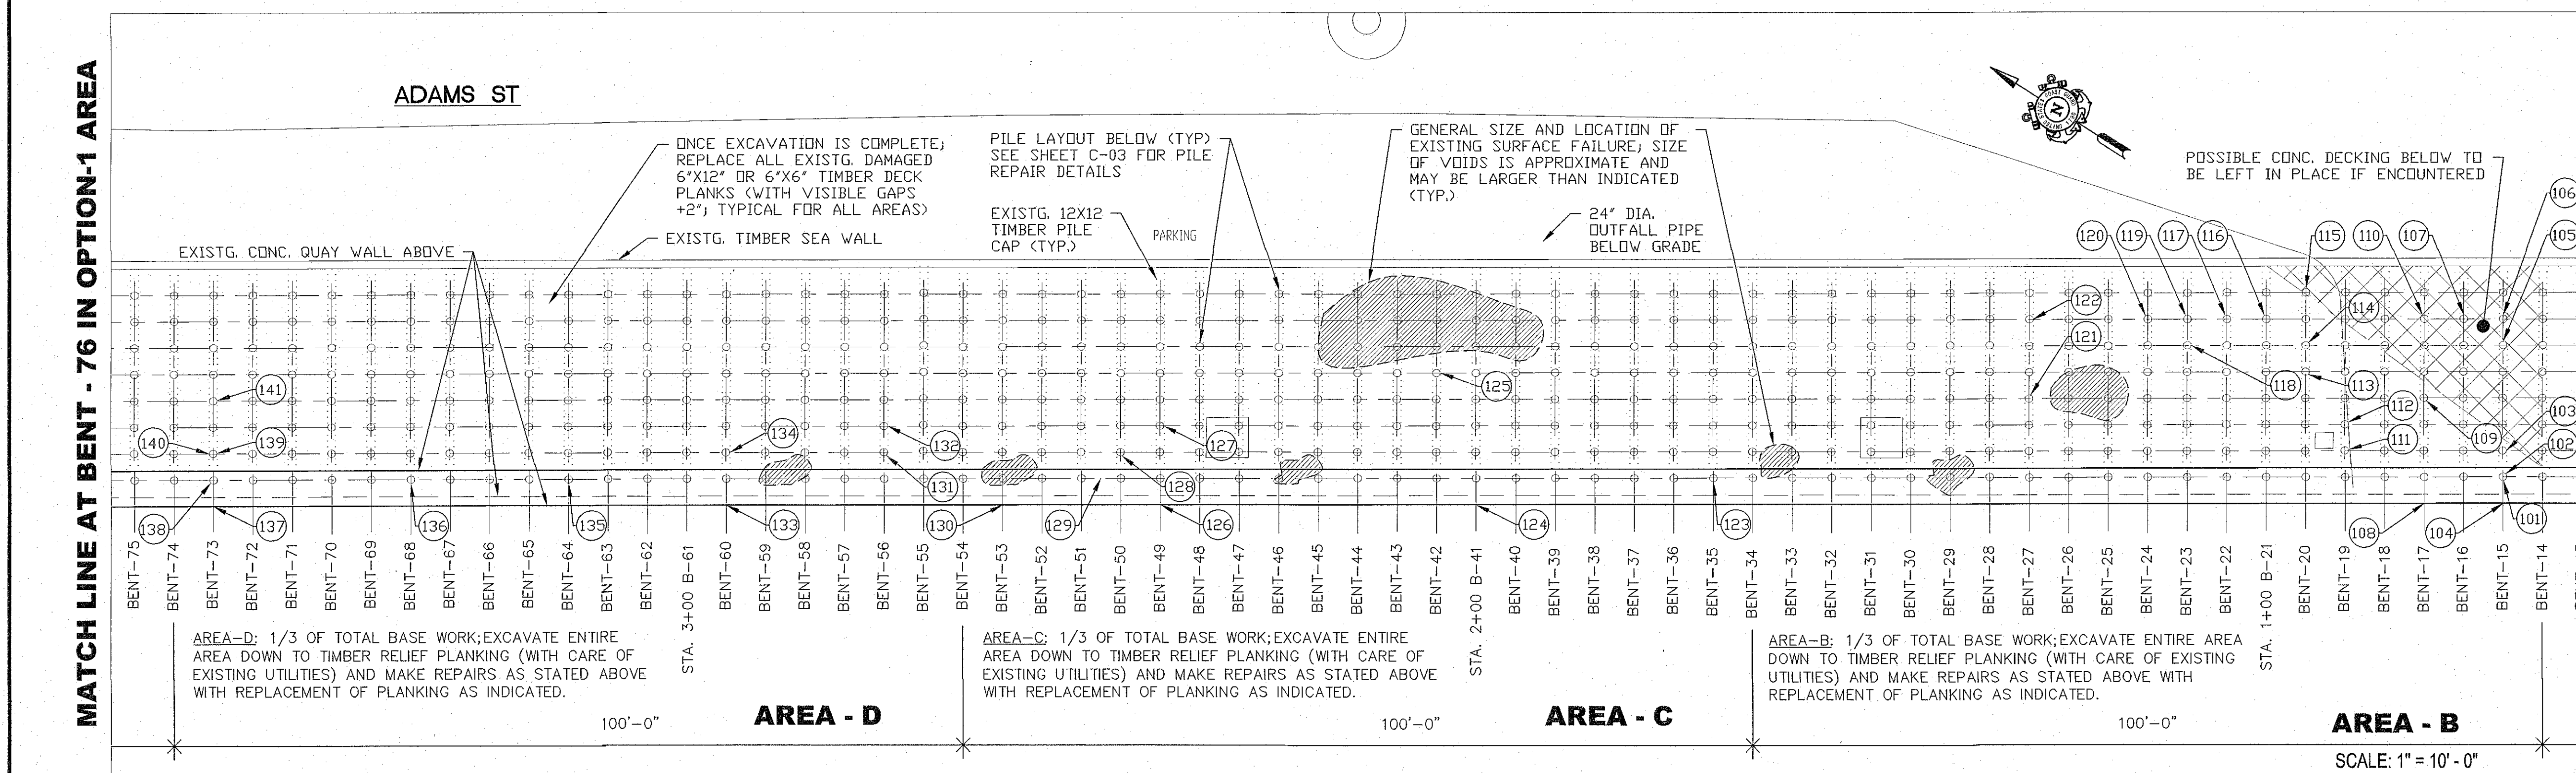 MATCH LINE AT BENT - 76 IN OPTION-1 AREA
ADAMS ST
ONCE EXCAVATION IS COMPLETE;
REPLACE ALL EXISTG. DAMAGED
6"X12" OR 6"X6" TIMBER DECK
PLANKS (WITH VISIBLE GAPS
+2"; TYPICAL FOR ALL AREAS)
PILE LAYOUT BELOW (TYP)
SEE SHEET C-03 FOR PILE
REPAIR DETAILS
GENERAL SIZE AND LOCATION OF
EXISTING SURFACE FAILURE; SIZE
OF VOIDS IS APPROXIMATE AND
MAY BE LARGER THAN INDICATED
(TYP.)
N
POSSIBLE CONC. DECKING BELOW TO
BE LEFT IN PLACE IF ENCOUNTERED
EXISTG. 12X12
TIMBER PILE
CAP (TYP.)
PARKING
24" DIA.
OUTFALL PIPE
BELOW GRADE
EXISTG. CONC. QUAY WALL ABOVE
EXISTG. TIMBER SEA WALL
106
120
119
117
116
115
110
107
105
122
114
121
141
125
118
113
112
103
140
139
134
132
127
111
109
102
131
128
138
137
136
135
133
130
129
126
124
123
108
104
101
BENT-75
BENT-74
BENT-73
BENT-72
BENT-71
BENT-70
BENT-69
BENT-68
BENT-67
BENT-66
BENT-65
BENT-64
BENT-63
BENT-62
STA. 3+00 B-61
BENT-60
BENT-59
BENT-58
BENT-57
BENT-56
BENT-55
BENT-54
BENT-53
BENT-52
BENT-51
BENT-50
BENT-49
BENT-48
BENT-47
BENT-46
BENT-45
BENT-44
BENT-43
BENT-42
STA. 2+00 B-41
BENT-40
BENT-39
BENT-38
BENT-37
BENT-36
BENT-35
BENT-34
BENT-33
BENT-32
BENT-31
BENT-30
BENT-29
BENT-28
BENT-27
BENT-26
BENT-25
BENT-24
BENT-23
BENT-22
STA. 1+00 B-21
BENT-20
BENT-19
BENT-18
BENT-17
BENT-16
BENT-15
BENT-14
AREA-D: 1/3 OF TOTAL BASE WORK;EXCAVATE ENTIRE
AREA DOWN TO TIMBER RELIEF PLANKING (WITH CARE OF
EXISTING UTILITIES) AND MAKE REPAIRS AS STATED ABOVE
WITH REPLACEMENT OF PLANKING AS INDICATED.
AREA-C: 1/3 OF TOTAL BASE WORK;EXCAVATE ENTIRE
AREA DOWN TO TIMBER RELIEF PLANKING (WITH CARE OF
EXISTING UTILITIES) AND MAKE REPAIRS AS STATED ABOVE
WITH REPLACEMENT OF PLANKING AS INDICATED.
AREA-B: 1/3 OF TOTAL BASE WORK;EXCAVATE ENTIRE AREA
DOWN TO TIMBER RELIEF PLANKING (WITH CARE OF EXISTING
UTILITIES) AND MAKE REPAIRS AS STATED ABOVE WITH
REPLACEMENT OF PLANKING AS INDICATED.
100'-0"
AREA - D
100'-0"
AREA - C
100'-0"
AREA - B
SCALE: 1" = 10' - 0"